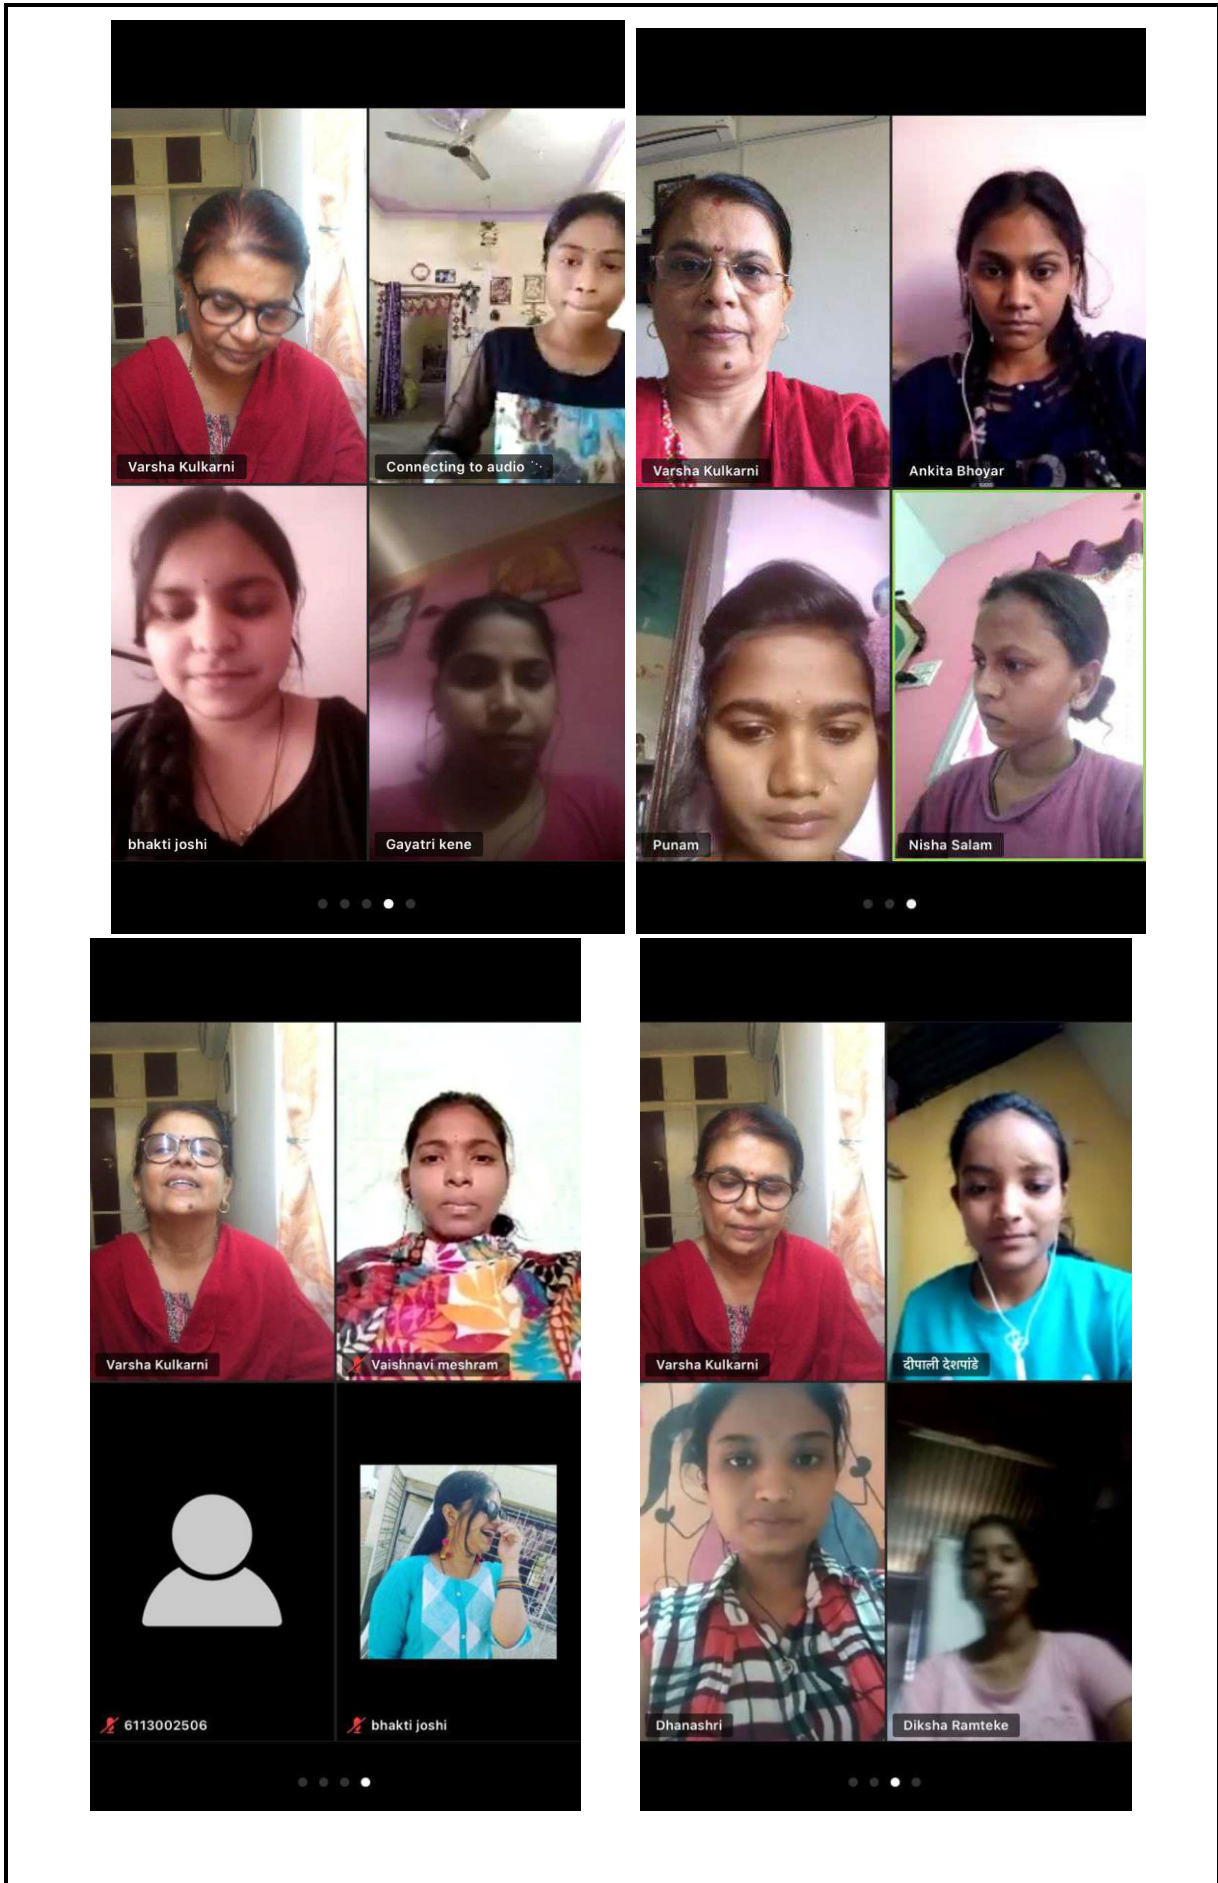 Varsha Kulkarni
Connecting to audio
bhakti joshi
Gayatri kene
Varsha Kulkarni
Ankita Bhoyar
Punam
Nisha Salam
Varsha Kulkarni
Vaishnavi meshram
6113002506
bhakti joshi
Varsha Kulkarni
दीपाली देशपांडे
Dhanashri
Diksha Ramteke